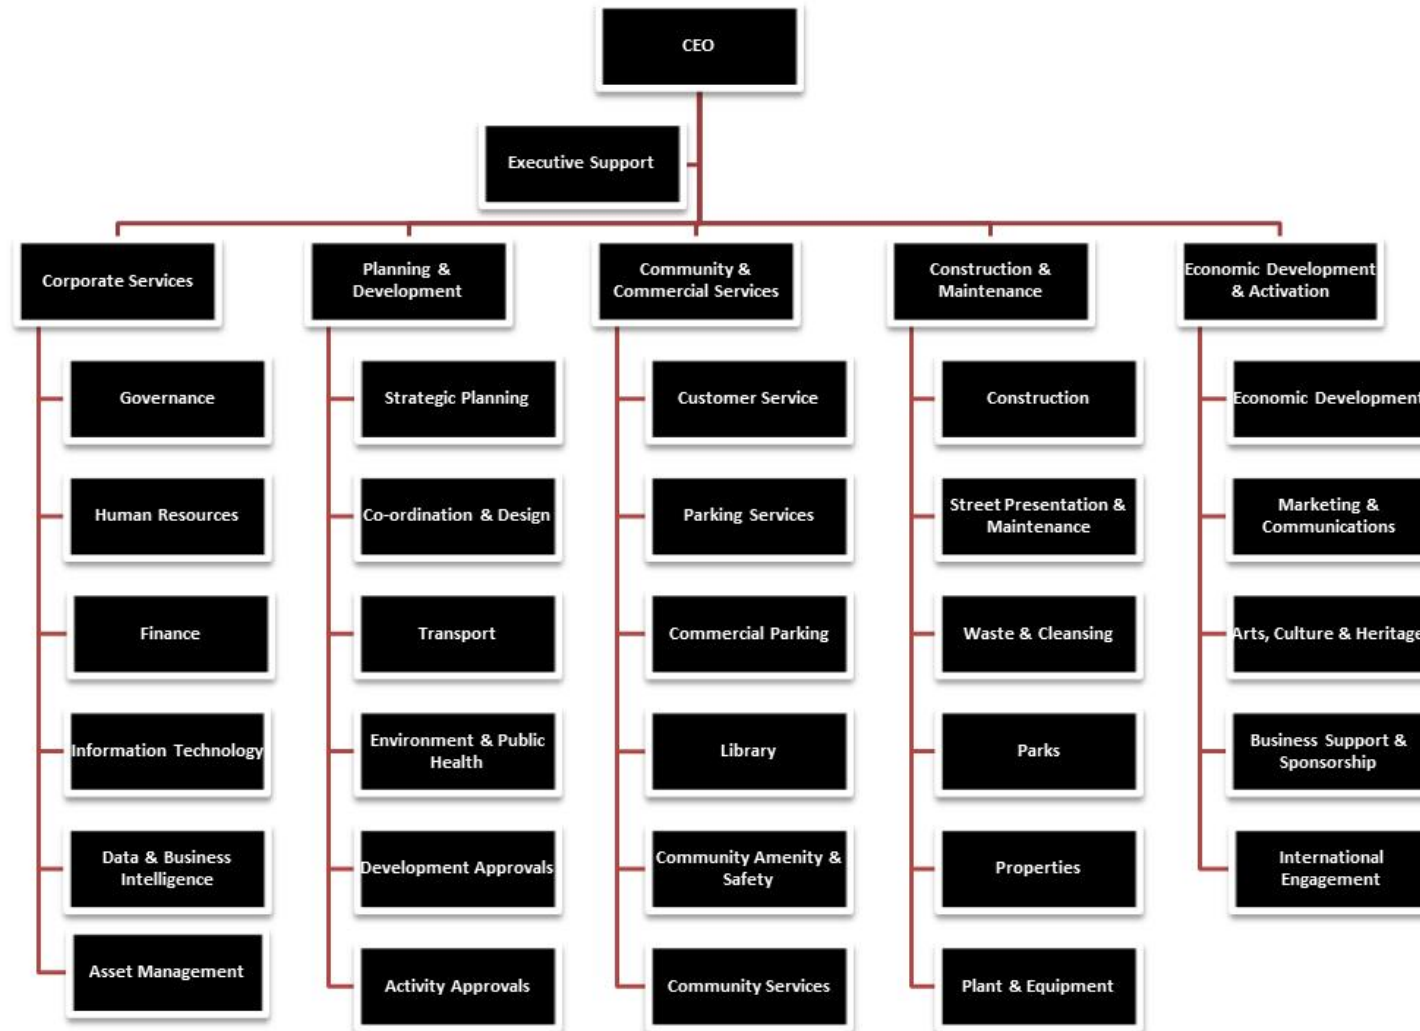 CEO
Executive Support
Corporate Services
Planning &
Development
Community &
Commercial Services
Construction &
Maintenance
Economic Development
& Activation
Governance
Human Resources
Finance
Information Technology
Data & Business
Intelligence
Asset Management
Strategic Planning
Co-ordination & Design
Transport
Environment & Public
Health
Development Approvals
Activity Approvals
Customer Service
Parking Services
Commercial Parking
Library
Community Amenity &
Safety
Community Services
Construction
Street Presentation &
Maintenance
Waste & Cleansing
Parks
Properties
Plant & Equipment
Economic Development
Marketing &
Communications
Arts, Culture & Heritage
Business Support &
Sponsorship
International
Engagement